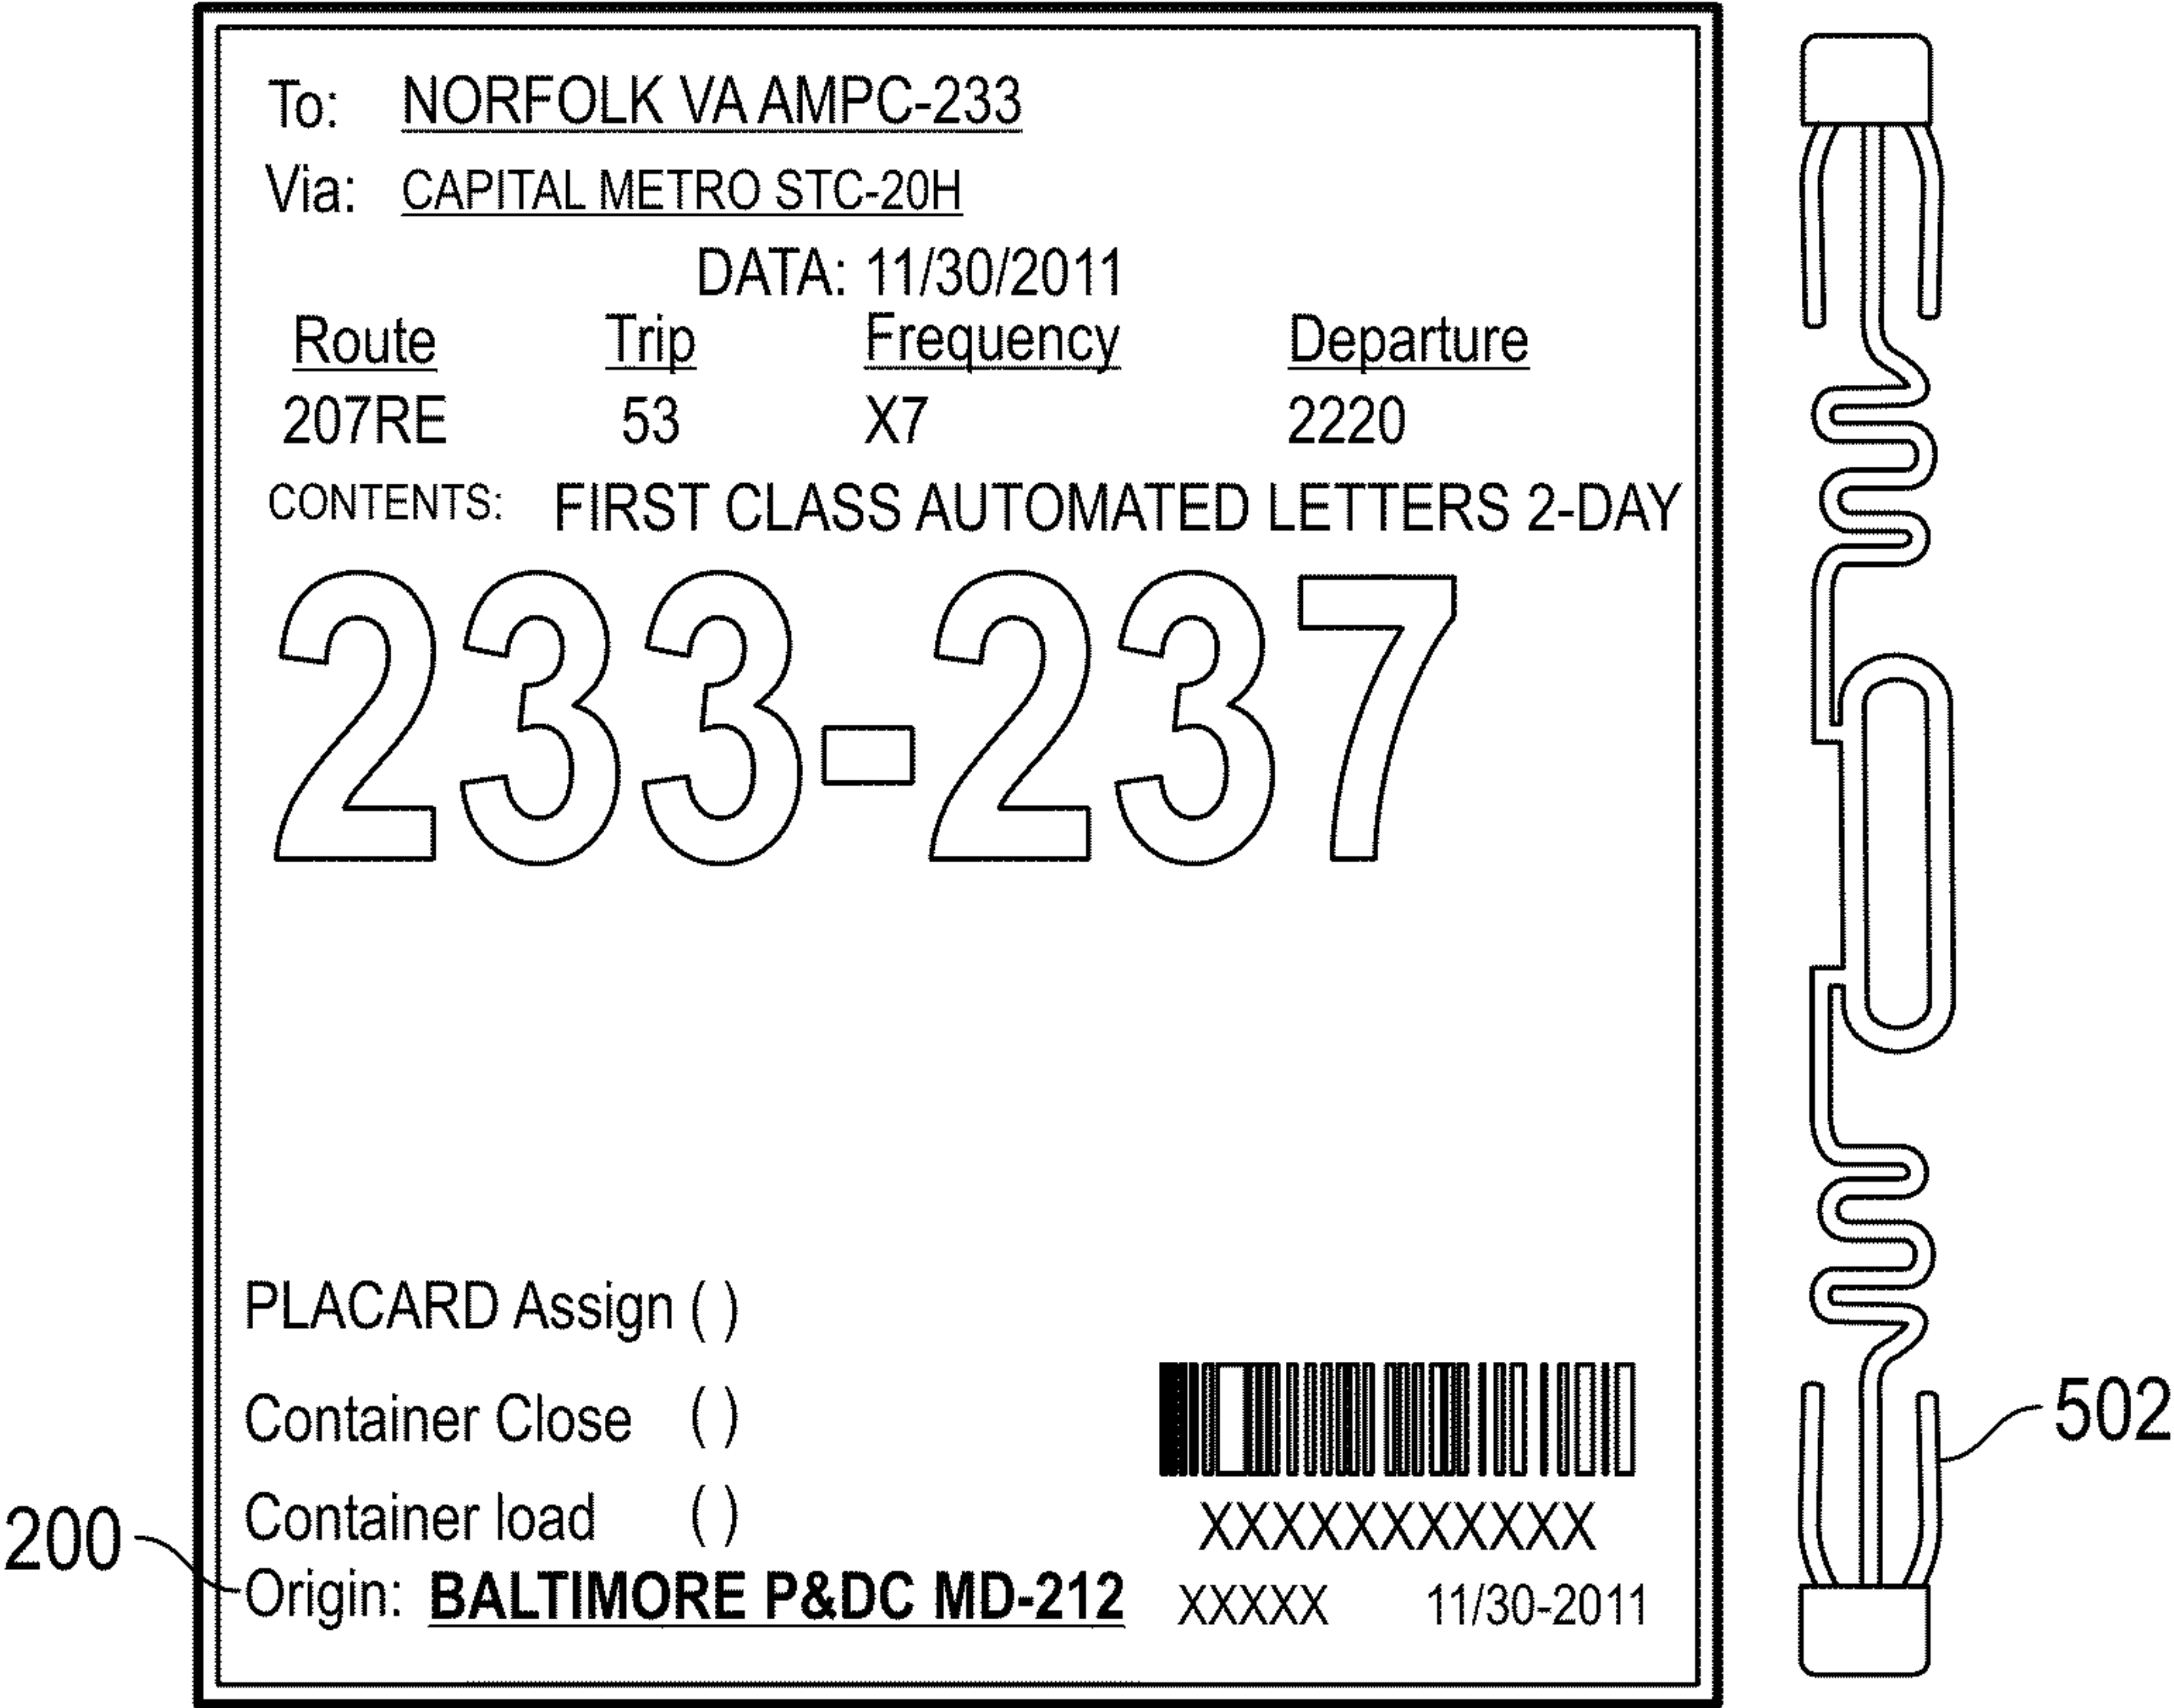 To: NORFOLK VA AMPC-233
Via: CAPITAL METRO STC-20H
DATA: 11/30/2011
Route Trip Frequency Departure
207RE 53 X7 2220
CONTENTS: FIRST CLASS AUTOMATED LETTERS 2-DAY
233-237
PLACARD Assign ( )
Container Close ( )
502
Container load ( )
XXXXXXXXXXX
200
Origin: BALTIMORE P&DC MD-212 XXXXX 11/30-2011